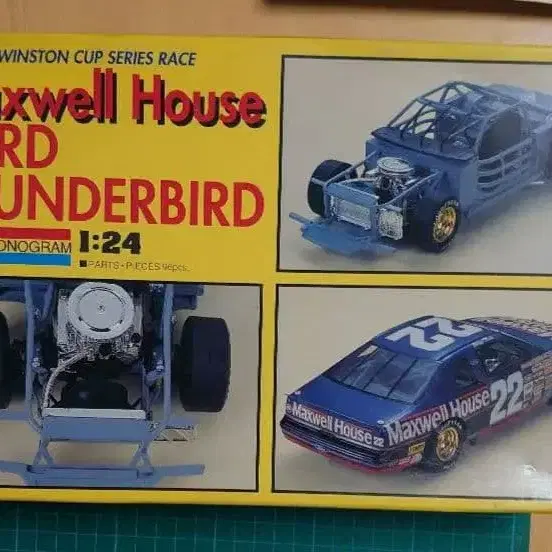 WINSTON CUP SERIES RACE
axwell House
RD
UNDERBIRD
ONOGRAM 1:24
■PARTS•PIECES 96pcs.
22
22
Maxwell House 22
Maxwell House